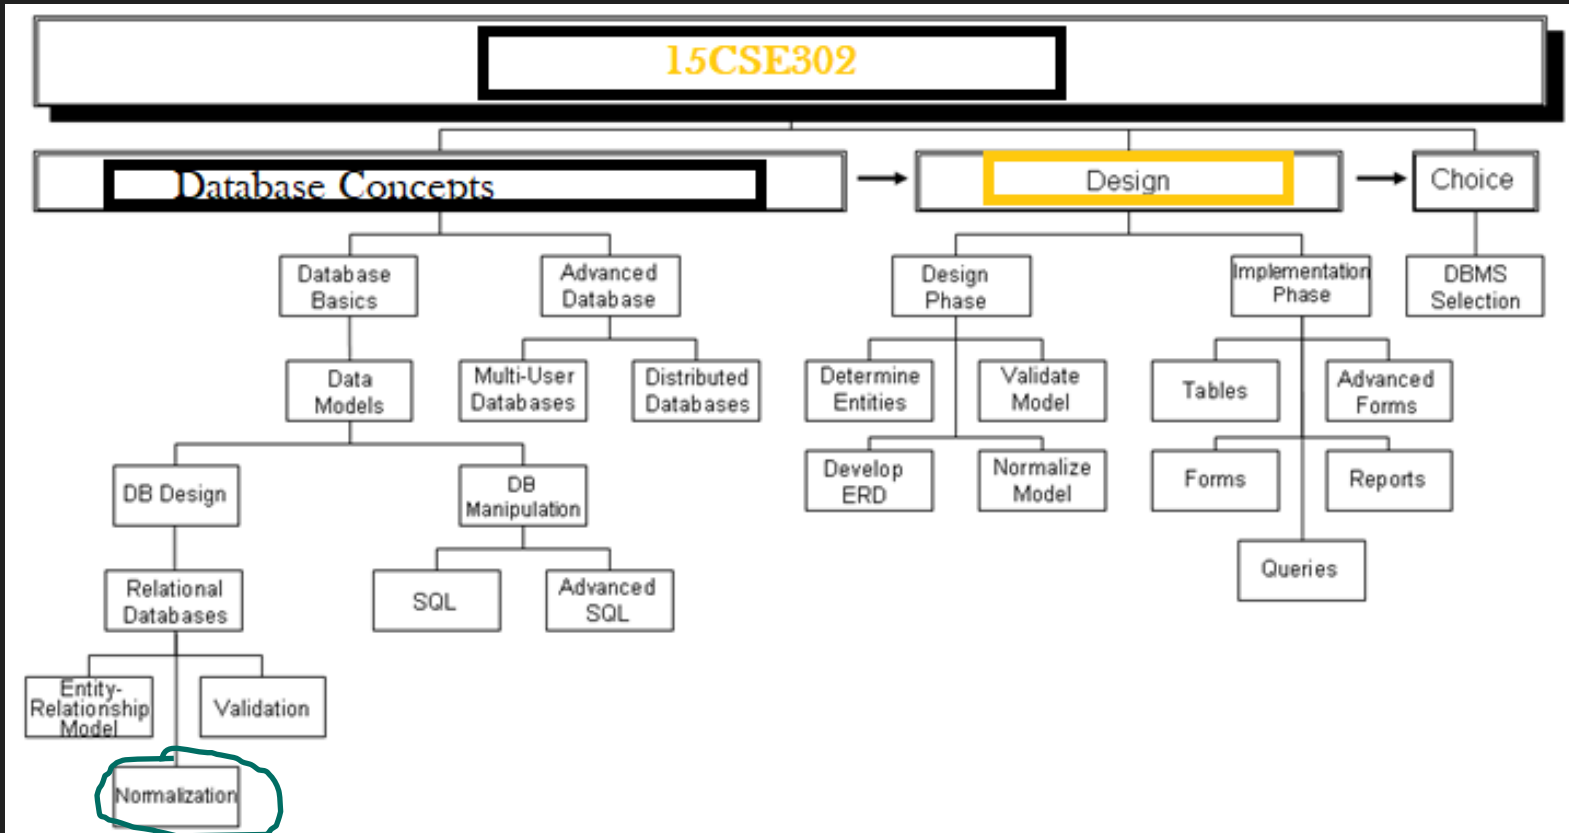 15CSE302
Database Concepts
Design
Choice
Database
Basics
Advanced
Database
Design
Phase
Implementation
Phase
DBMS
Selection
Data
Models
Multi-User
Databases
Distributed
Databases
Determine
Entities
Validate
Model
Tables
Advanced
Forms
DB Design
DB
Manipulation
Develop
ERD
Normalize
Model
Forms
Reports
Relational
Databases
SQL
Advanced
SQL
Queries
Entity-
Relationship
Model
Validation
Normalization